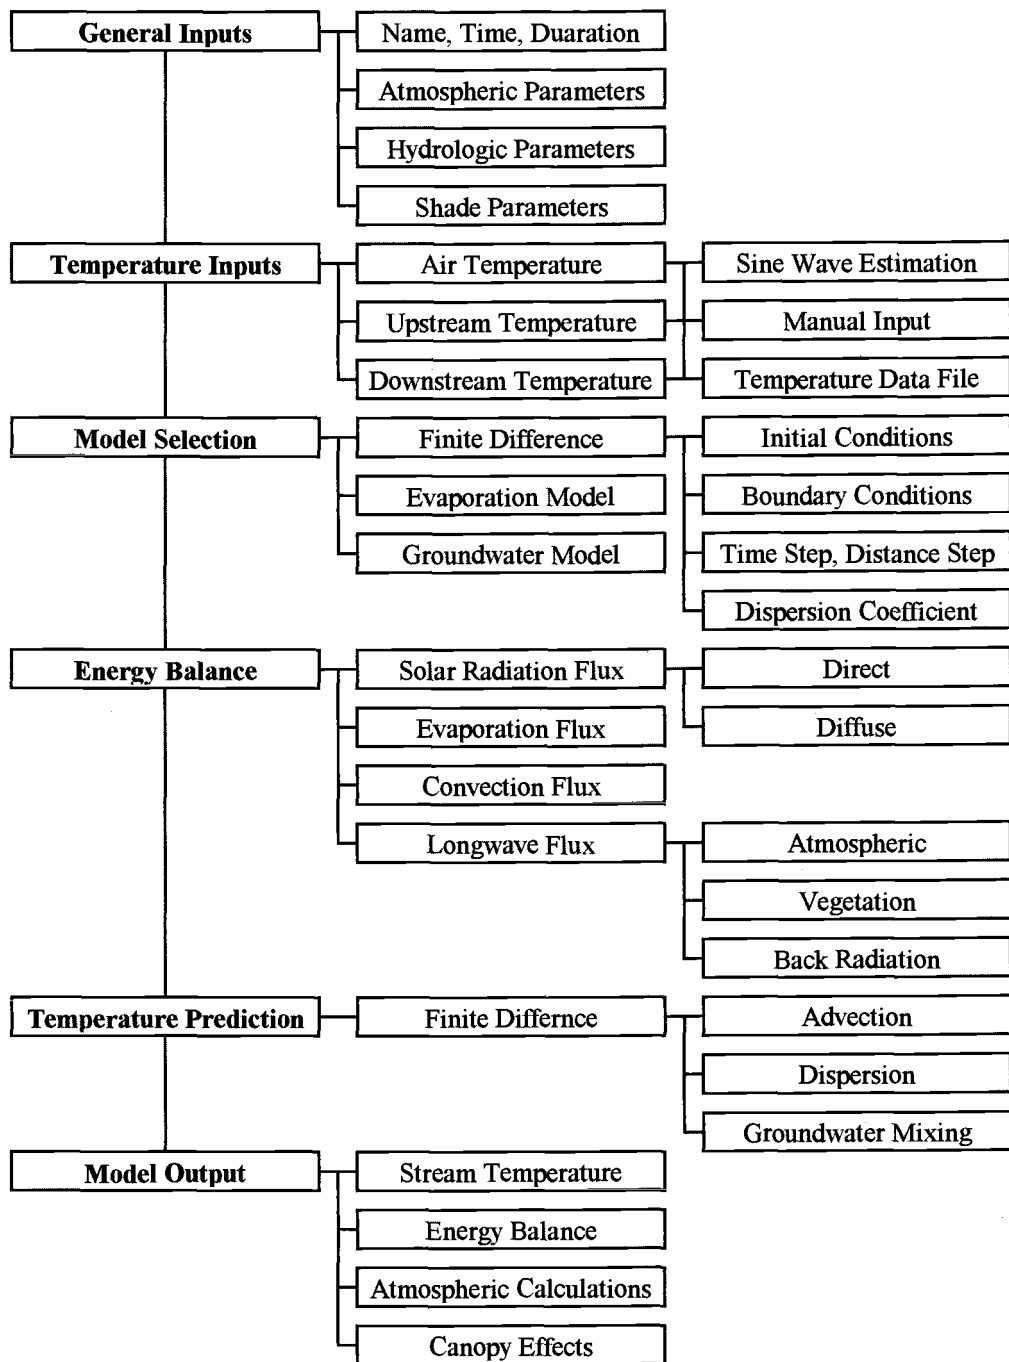 General Inputs
Name, Time, Duaration
Atmospheric Parameters
Hydrologic Parameters
Shade Parameters
Temperature Inputs
Air Temperature
Sine Wave Estimation
Upstream Temperature
Manual Input
Downstream Temperature
Temperature Data File
Model Selection
Finite Difference
Initial Conditions
Evaporation Model
Boundary Conditions
Groundwater Model
Time Step, Distance Step
Dispersion Coefficient
Energy Balance
Solar Radiation Flux
Direct
Evaporation Flux
Diffuse
Convection Flux
Longwave Flux
Atmospheric
Vegetation
Back Radiation
Temperature Prediction
Finite Differnce
Advection
Dispersion
Groundwater Mixing
Model Output
Stream Temperature
Energy Balance
Atmospheric Calculations
Canopy Effects